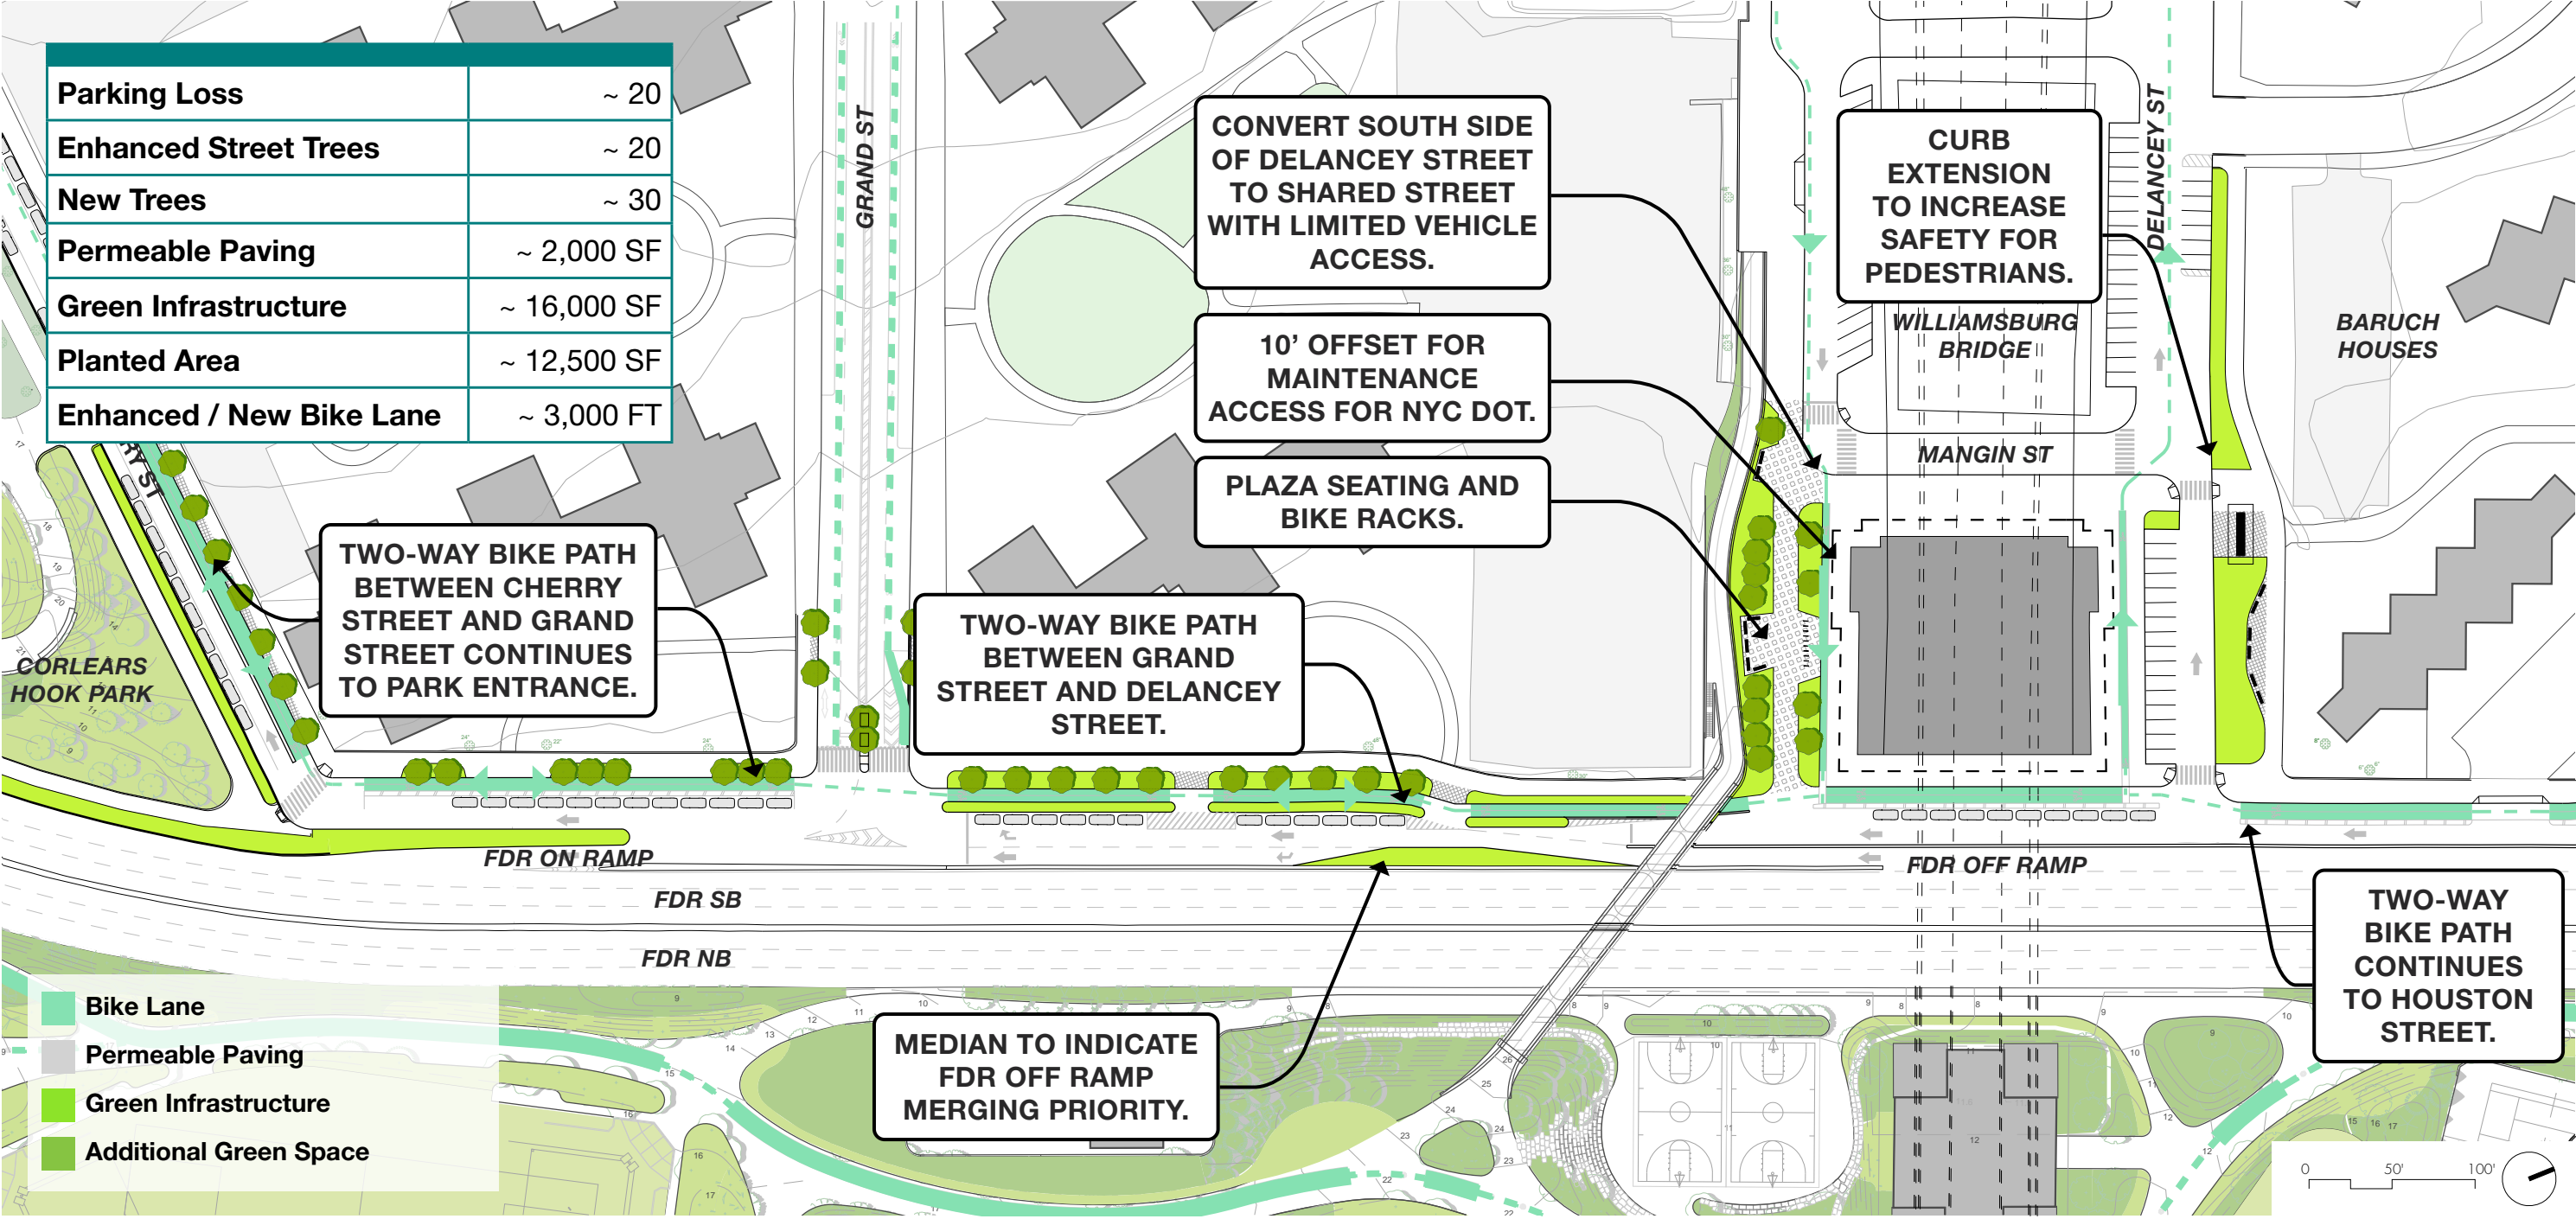 Parking Loss ~ 20
Enhanced Street Trees ~ 20
New Trees ~ 30
Permeable Paving ~ 2,000 SF
Green Infrastructure ~ 16,000 SF
Planted Area ~ 12,500 SF
Enhanced / New Bike Lane ~ 3,000 FT
GRAND ST
CONVERT SOUTH SIDE
OF DELANCEY STREET
TO SHARED STREET
WITH LIMITED VEHICLE
ACCESS.
10’ OFFSET FOR
MAINTENANCE
ACCESS FOR NYC DOT.
PLAZA SEATING AND
BIKE RACKS.
CURB
EXTENSION
TO INCREASE
SAFETY FOR
PEDESTRIANS.
DELANCEY ST
WILLIAMSBURG
BRIDGE
MANGIN ST
BARUCH
HOUSES
RY ST
CORLEARS
HOOK PARK
TWO-WAY BIKE PATH
BETWEEN CHERRY
STREET AND GRAND
STREET CONTINUES
TO PARK ENTRANCE.
TWO-WAY BIKE PATH
BETWEEN GRAND
STREET AND DELANCEY
STREET.
FDR ON RAMP
FDR OFF RAMP
FDR SB
FDR NB
MEDIAN TO INDICATE
FDR OFF RAMP
MERGING PRIORITY.
TWO-WAY
BIKE PATH
CONTINUES
TO HOUSTON
STREET.
Bike Lane
Permeable Paving
Green Infrastructure
Additional Green Space
0 50' 100'